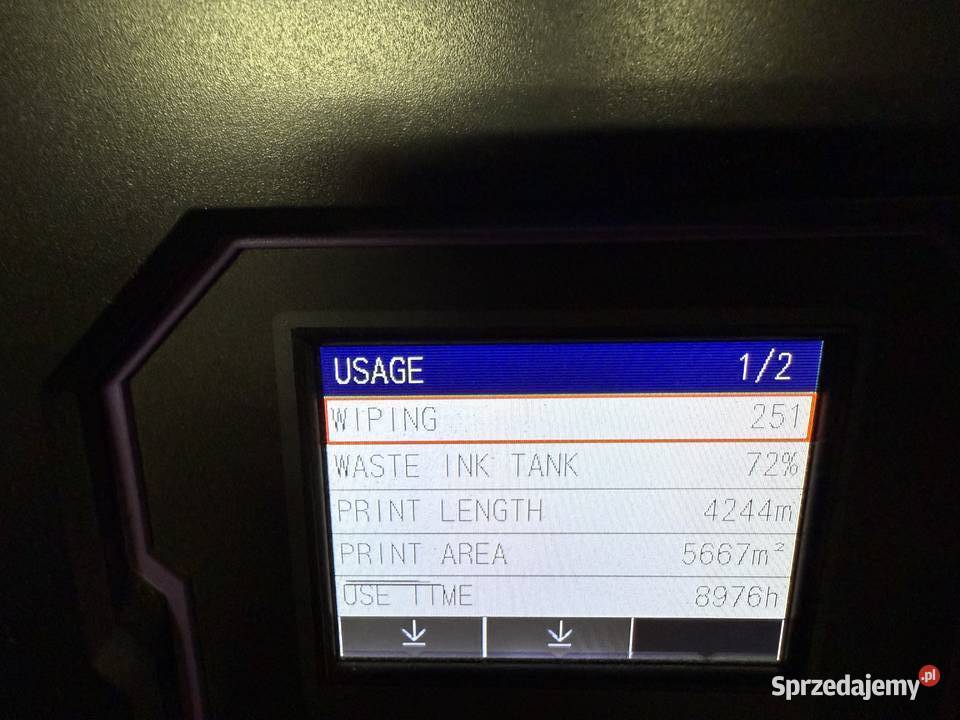 USAGE 1/2
WIPING 251
WASTE INK TANK 72%
PRINT LENGTH 4244m
PRINT AREA 5667m²
USE TIME 8976h
Sprzedajemy.pl